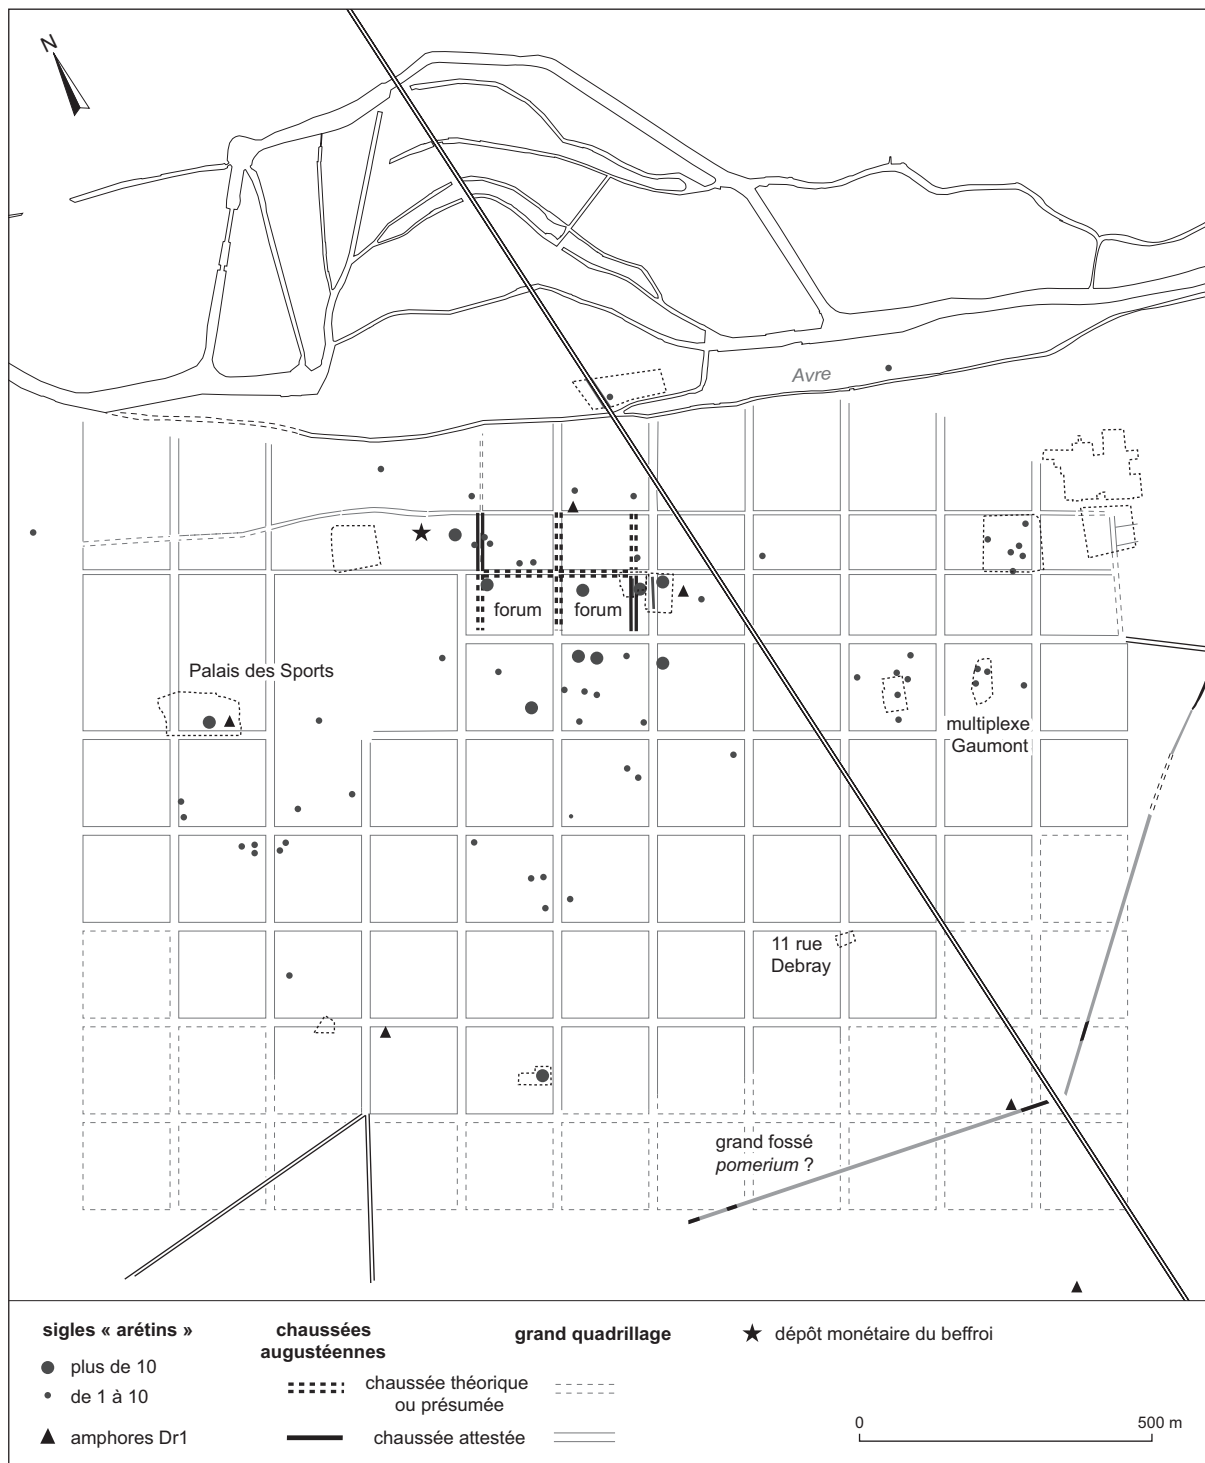 N
Avre
forum
forum
Palais des Sports
multiplexe
Gaumont
11 rue
Debray
grand fossé
pomerium ?
sigles « arétins »
plus de 10
de 1 à 10
amphores Dr1
chaussées
augustéennes
grand quadrillage
chaussée théorique
ou présumée
chaussée attestée
dépôt monétaire du beffroi
0
500 m